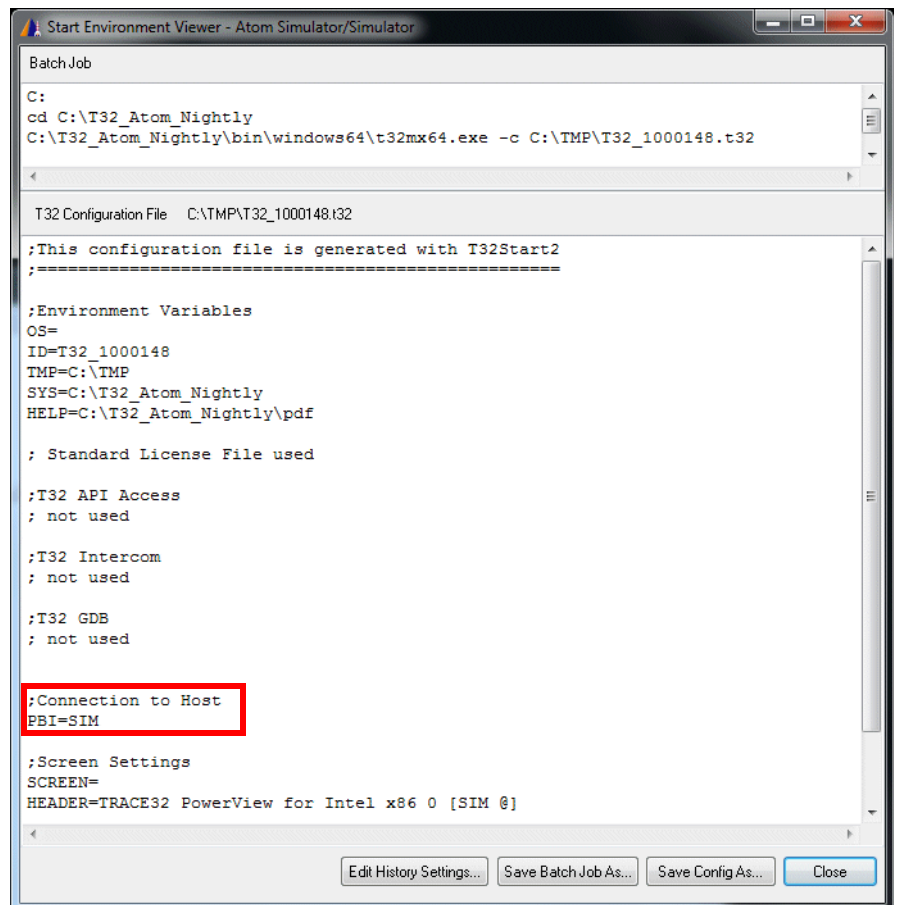 Start Environment Viewer - Atom Simulator/Simulator
Batch Job
C:
cd C:\T32_Atom_Nightly
C:\T32_Atom_Nightly\bin\windows64\t32mx64.exe -c C:\TMP\T32_1000148.t32
T32 Configuration File C:\TMP\T32_1000148.t32
;This configuration file is generated with T32Start2
;===================================================
;Environment Variables
OS=
ID=T32_1000148
TMP=C:\TMP
SYS=C:\T32_Atom_Nightly
HELP=C:\T32_Atom_Nightly\pdf
; Standard License File used
;T32 API Access
; not used
;T32 Intercom
; not used
;T32 GDB
; not used
;Connection to Host
PBI=SIM
;Screen Settings
SCREEN=
HEADER=TRACE32 PowerView for Intel x86 0 [SIM @]
Edit History Settings... Save Batch Job As... Save Config As... Close